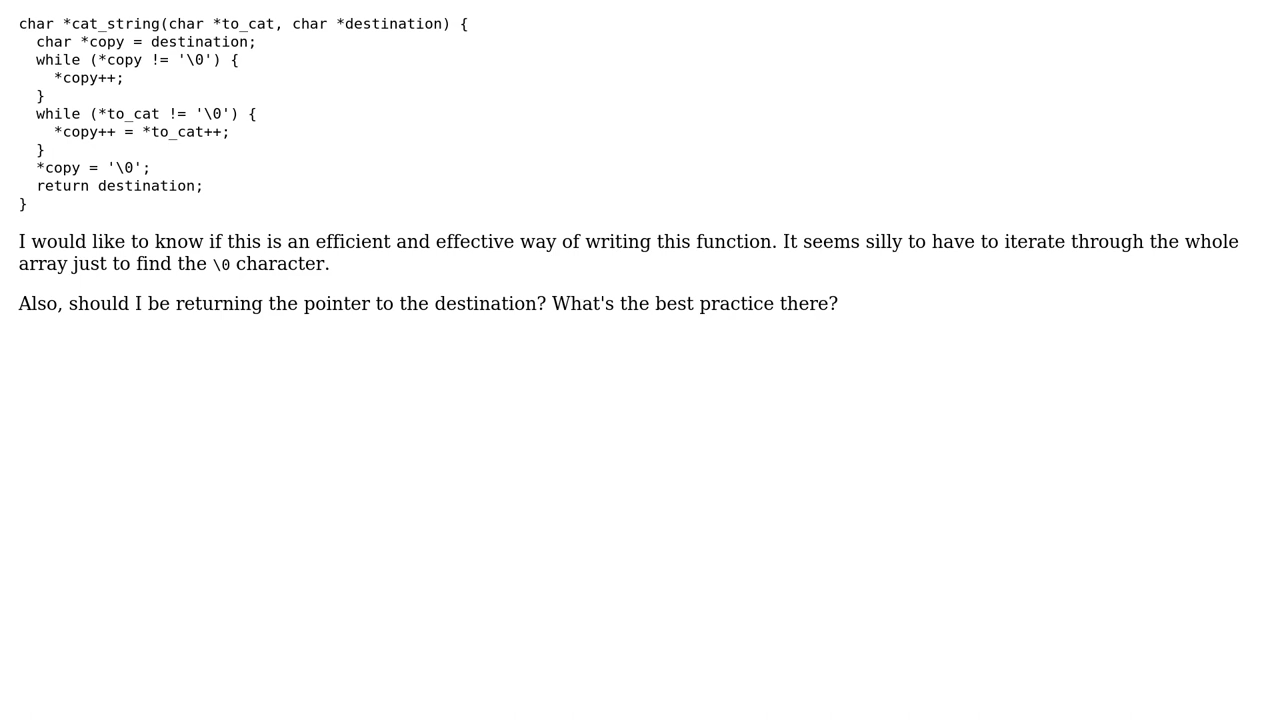 char *cat_string(char *to_cat, char *destination) {
  char *copy = destination;
  while (*copy != '\0') {
    *copy++;
  }
  while (*to_cat != '\0') {
    *copy++ = *to_cat++;
  }
  *copy = '\0';
  return destination;
}
I would like to know if this is an efficient and effective way of writing this function. It seems silly to have to iterate through the whole
array just to find the \0 character.
Also, should I be returning the pointer to the destination? What's the best practice there?